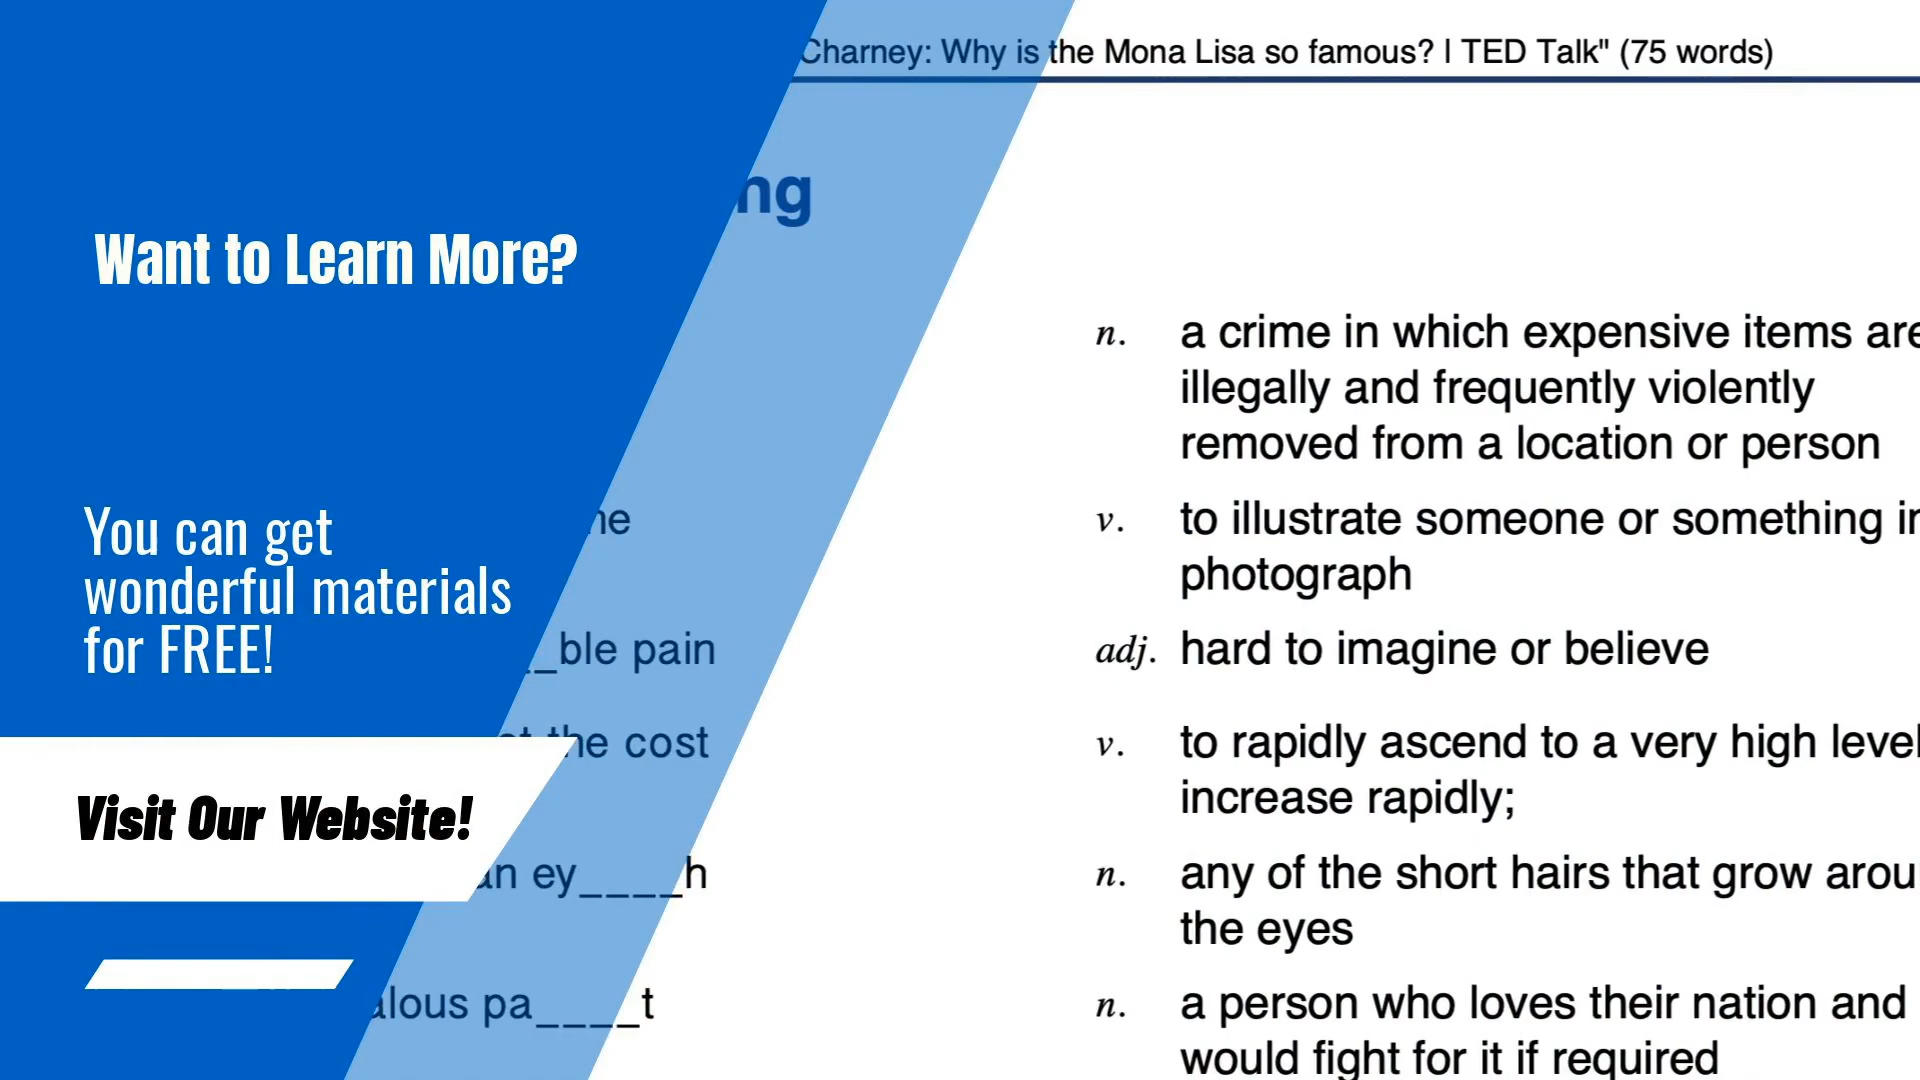 Charney: Why is the Mona Lisa so famous? | TED Talk" (75 words)
ng
Want to Learn More?
You can get
wonderful materials
for FREE!
Visit Our Website!
n. a crime in which expensive items are
illegally and frequently violently
removed from a location or person
v. to illustrate someone or something in
photograph
_ble pain adj. hard to imagine or believe
the cost v. to rapidly ascend to a very high level
increase rapidly;
an ey____h n. any of the short hairs that grow arou
the eyes
alous pa____t n. a person who loves their nation and
would fight for it if required